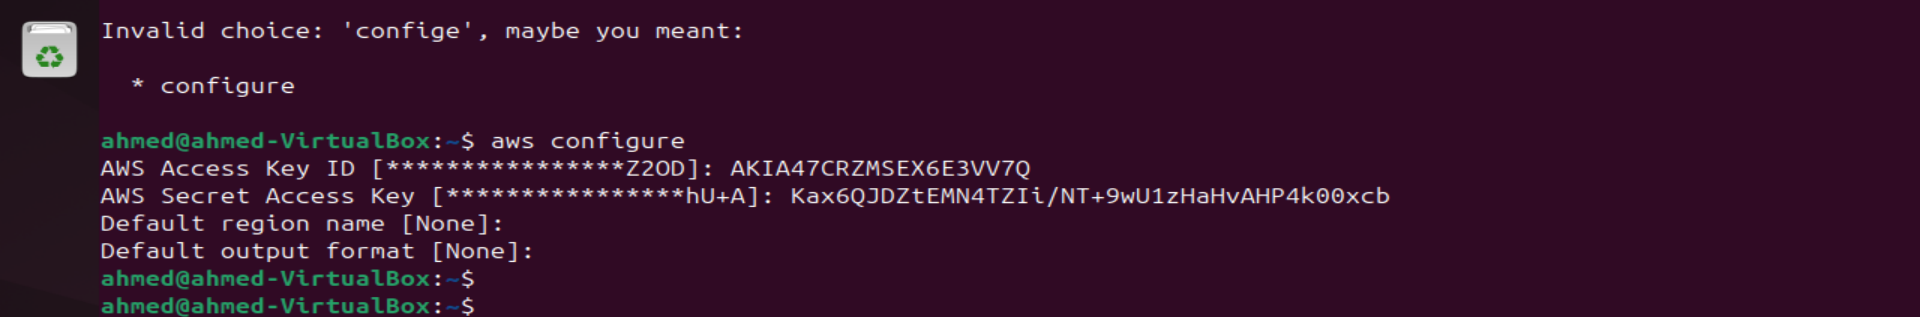 Invalid choice: 'confige', maybe you meant:
* configure
ahmed@ahmed-VirtualBox:~$ aws configure
AWS Access Key ID [****************Z2OD]: AKIA47CRZMSEX6E3VV7Q
AWS Secret Access Key [****************hU+A]: 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
Default region name [None]:
Default output format [None]:
ahmed@ahmed-VirtualBox:~$
ahmed@ahmed-VirtualBox:~$